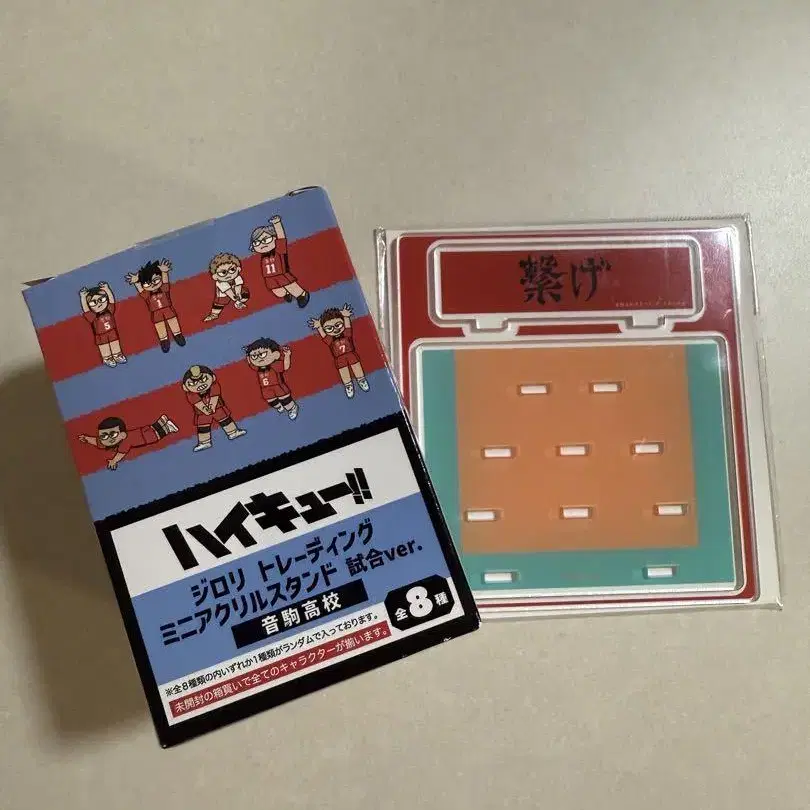 5
1
11
6
7
ハイキュー!!
ジロリ トレーディング
ミニアクリルスタンド 試合ver.
音駒高校
全8種
※全8種類の内いずれか1種類がランダムで入っております。
未開封の箱買いで全てのキャラクターが揃います。
繋げ